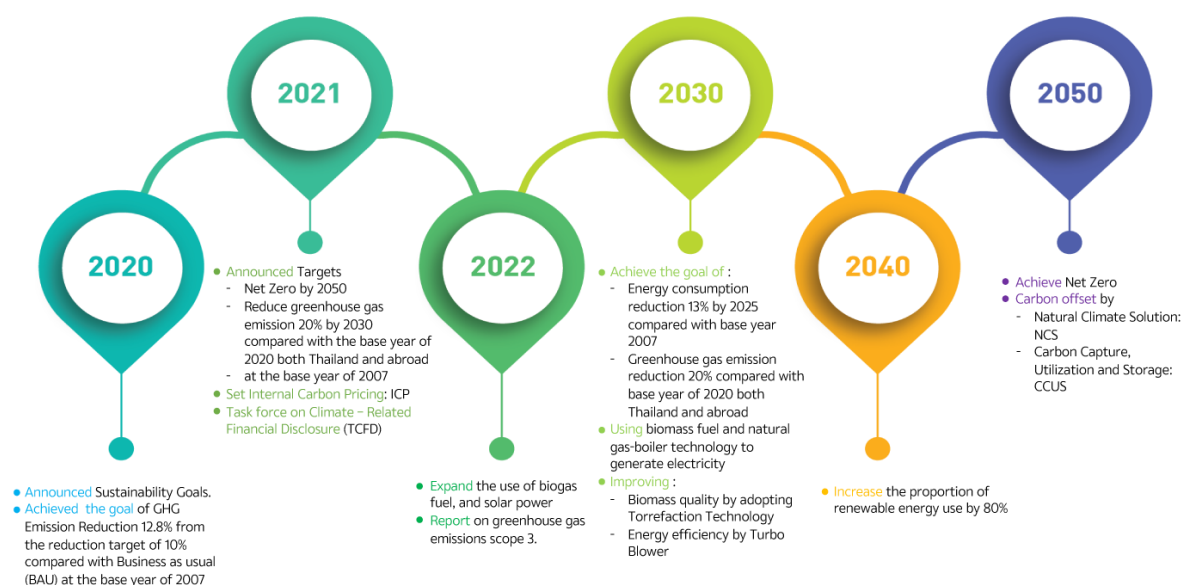 2020
● Announced Sustainability Goals.
● Achieved the goal of GHG
Emission Reduction 12.8% from
the reduction target of 10%
compared with Business as usual
(BAU) at the base year of 2007
2021
● Announced Targets
- Net Zero by 2050
- Reduce greenhouse gas
emission 20% by 2030
compared with the base year of
2020 both Thailand and abroad
- at the base year of 2007
● Set Internal Carbon Pricing: ICP
● Task force on Climate – Related
Financial Disclosure (TCFD)
2022
● Expand the use of biogas
fuel, and solar power
● Report on greenhouse gas
emissions scope 3.
2030
● Achieve the goal of :
- Energy consumption
reduction 13% by 2025
compared with base year
2007
- Greenhouse gas emission
reduction 20% compared with
base year of 2020 both
Thailand and abroad
● Using biomass fuel and natural
gas-boiler technology to
generate electricity
● Improving :
- Biomass quality by adopting
Torrefaction Technology
- Energy efficiency by Turbo
Blower
2040
● Increase the proportion of
renewable energy use by 80%
2050
● Achieve Net Zero
● Carbon offset by
- Natural Climate Solution:
NCS
- Carbon Capture,
Utilization and Storage:
CCUS